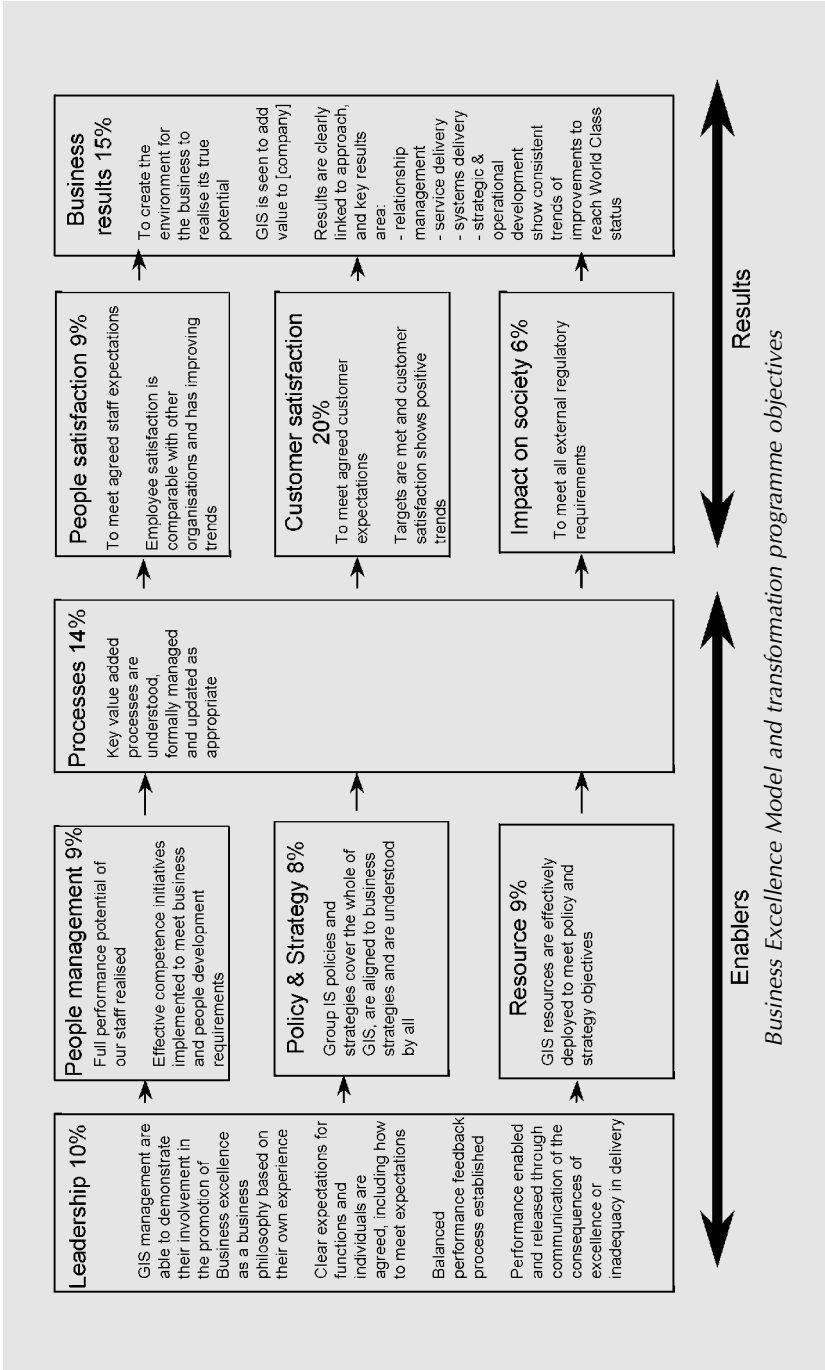 Leadership 10%
GIS management are
able to demonstrate
their involvement in
the promotion of
Business excellence
as a business
philosophy based on
their own experience
Clear expectations for
functions and
individuals are
agreed, including how
to meet expectations
Balanced
performance feedback
process established
Performance enabled
and released through
communication of the
consequences of
excellence or
inadequacy in delivery
People management 9%
Full performance potential of
our staff realised
Effective competence initiatives
implemented to meet business
and people development
requirements
Policy & Strategy 8%
Group IS policies and
strategies cover the whole of
GIS, are aligned to business
strategies and are understood
by all
Resource 9%
GIS resources are effectively
deployed to meet policy and
strategy objectives
Processes 14%
Key value added
processes are
understood,
formally managed
and updated as
appropriate
People satisfaction 9%
To meet agreed staff expectations
Employee satisfaction is
comparable with other
organisations and has improving
trends
Customer satisfaction
20%
To meet agreed customer
expectations
Targets are met and customer
satisfaction shows positive
trends
Impact on society 6%
To meet all external regulatory
requirements
Business
results 15%
To create the
environment for
the business to
realise its true
potential
GIS is seen to add
value to [company]
Results are clearly
linked to approach,
and key results
area:
- relationship
management
- service delivery
- systems delivery
- strategic &
operational
development
show consistent
trends of
improvements to
reach World Class
status
Enablers
Results
Business Excellence Model and transformation programme objectives